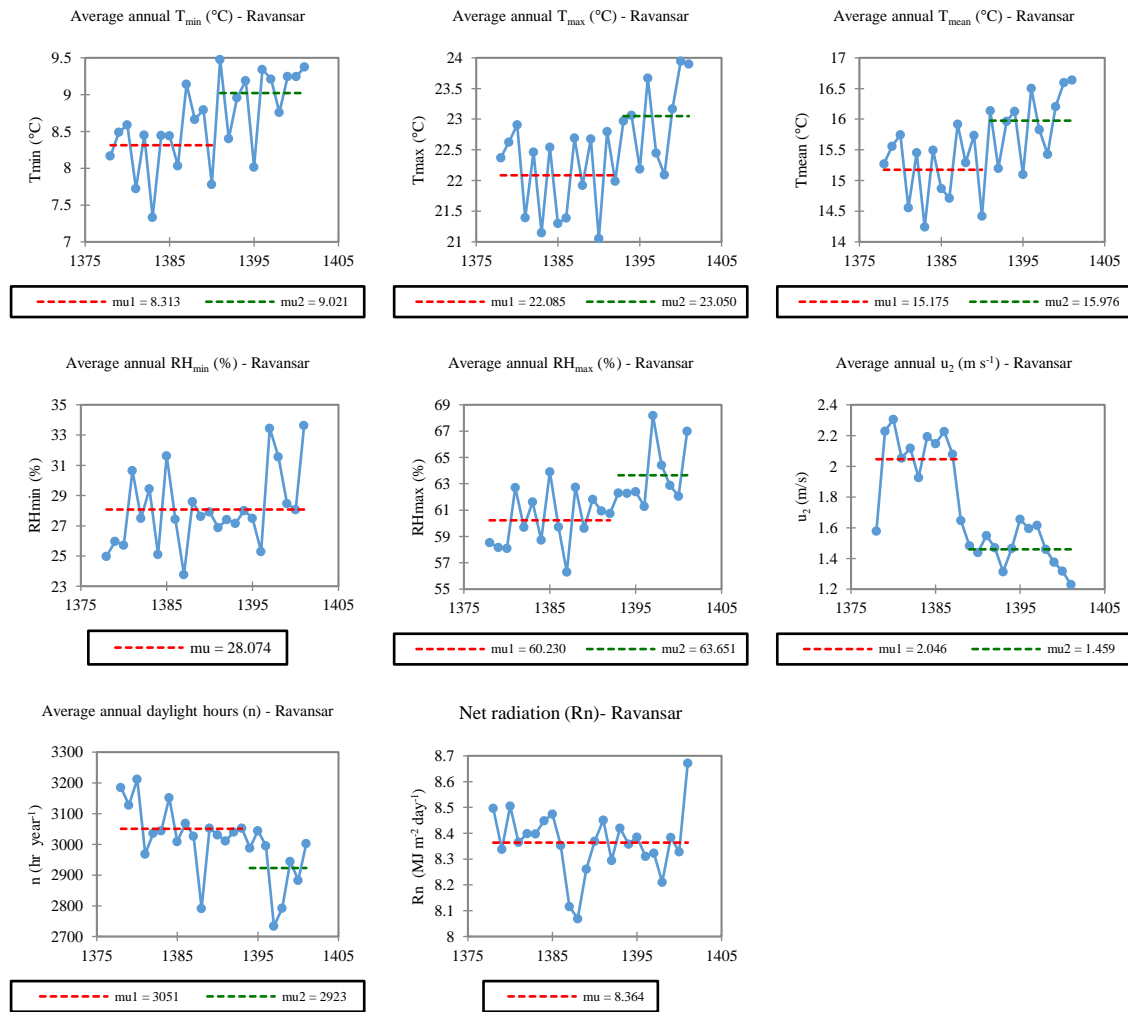 Average annual Tmin (°C) - Ravansar
Tmin (°C)
9.5
9
8.5
8
7.5
7
1375 1385 1395 1405
mu1 = 8.313 mu2 = 9.021
Average annual Tmax (°C) - Ravansar
Tmax (°C)
24
23.5
23
22.5
22
21.5
21
1375 1385 1395 1405
mu1 = 22.085 mu2 = 23.050
Average annual Tmean (°C) - Ravansar
Tmean (°C)
17
16.5
16
15.5
15
14.5
14
1375 1385 1395 1405
mu1 = 15.175 mu2 = 15.976
Average annual RHmin (%) - Ravansar
RHmin (%)
35
33
31
29
27
25
23
1375 1385 1395 1405
mu = 28.074
Average annual RHmax (%) - Ravansar
RHmax (%)
69
67
65
63
61
59
57
55
1375 1385 1395 1405
mu1 = 60.230 mu2 = 63.651
Average annual u2 (m s-1) - Ravansar
u2 (m/s)
2.4
2.2
2
1.8
1.6
1.4
1.2
1375 1385 1395 1405
mu1 = 2.046 mu2 = 1.459
Average annual daylight hours (n) - Ravansar
n (hr year-1)
3300
3200
3100
3000
2900
2800
2700
1375 1385 1395 1405
mu1 = 3051 mu2 = 2923
Net radiation (Rn)- Ravansar
Rn (MJ m-2 day-1)
8.7
8.6
8.5
8.4
8.3
8.2
8.1
8
1375 1385 1395 1405
mu = 8.364